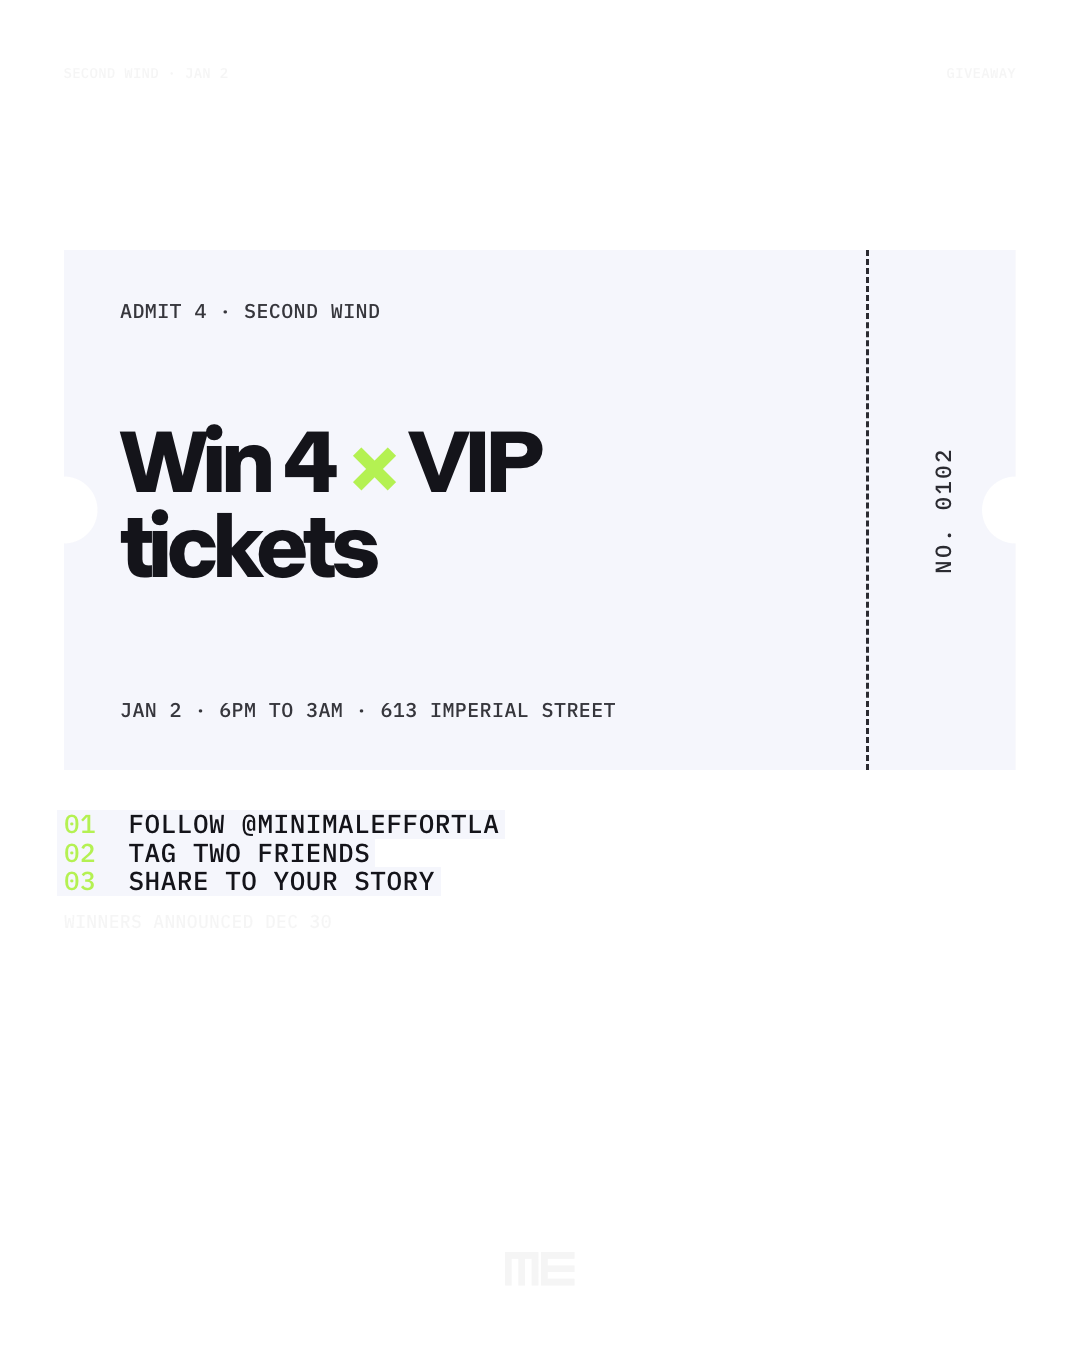 SECOND WIND · JAN 2
GIVEAWAY
ADMIT 4 · SECOND WIND
Win 4 × VIP
tickets
NO. 0102
JAN 2 · 6PM TO 3AM · 613 IMPERIAL STREET
01 FOLLOW @MINIMALEFFORTLA
02 TAG TWO FRIENDS
03 SHARE TO YOUR STORY
WINNERS ANNOUNCED DEC 30
ME